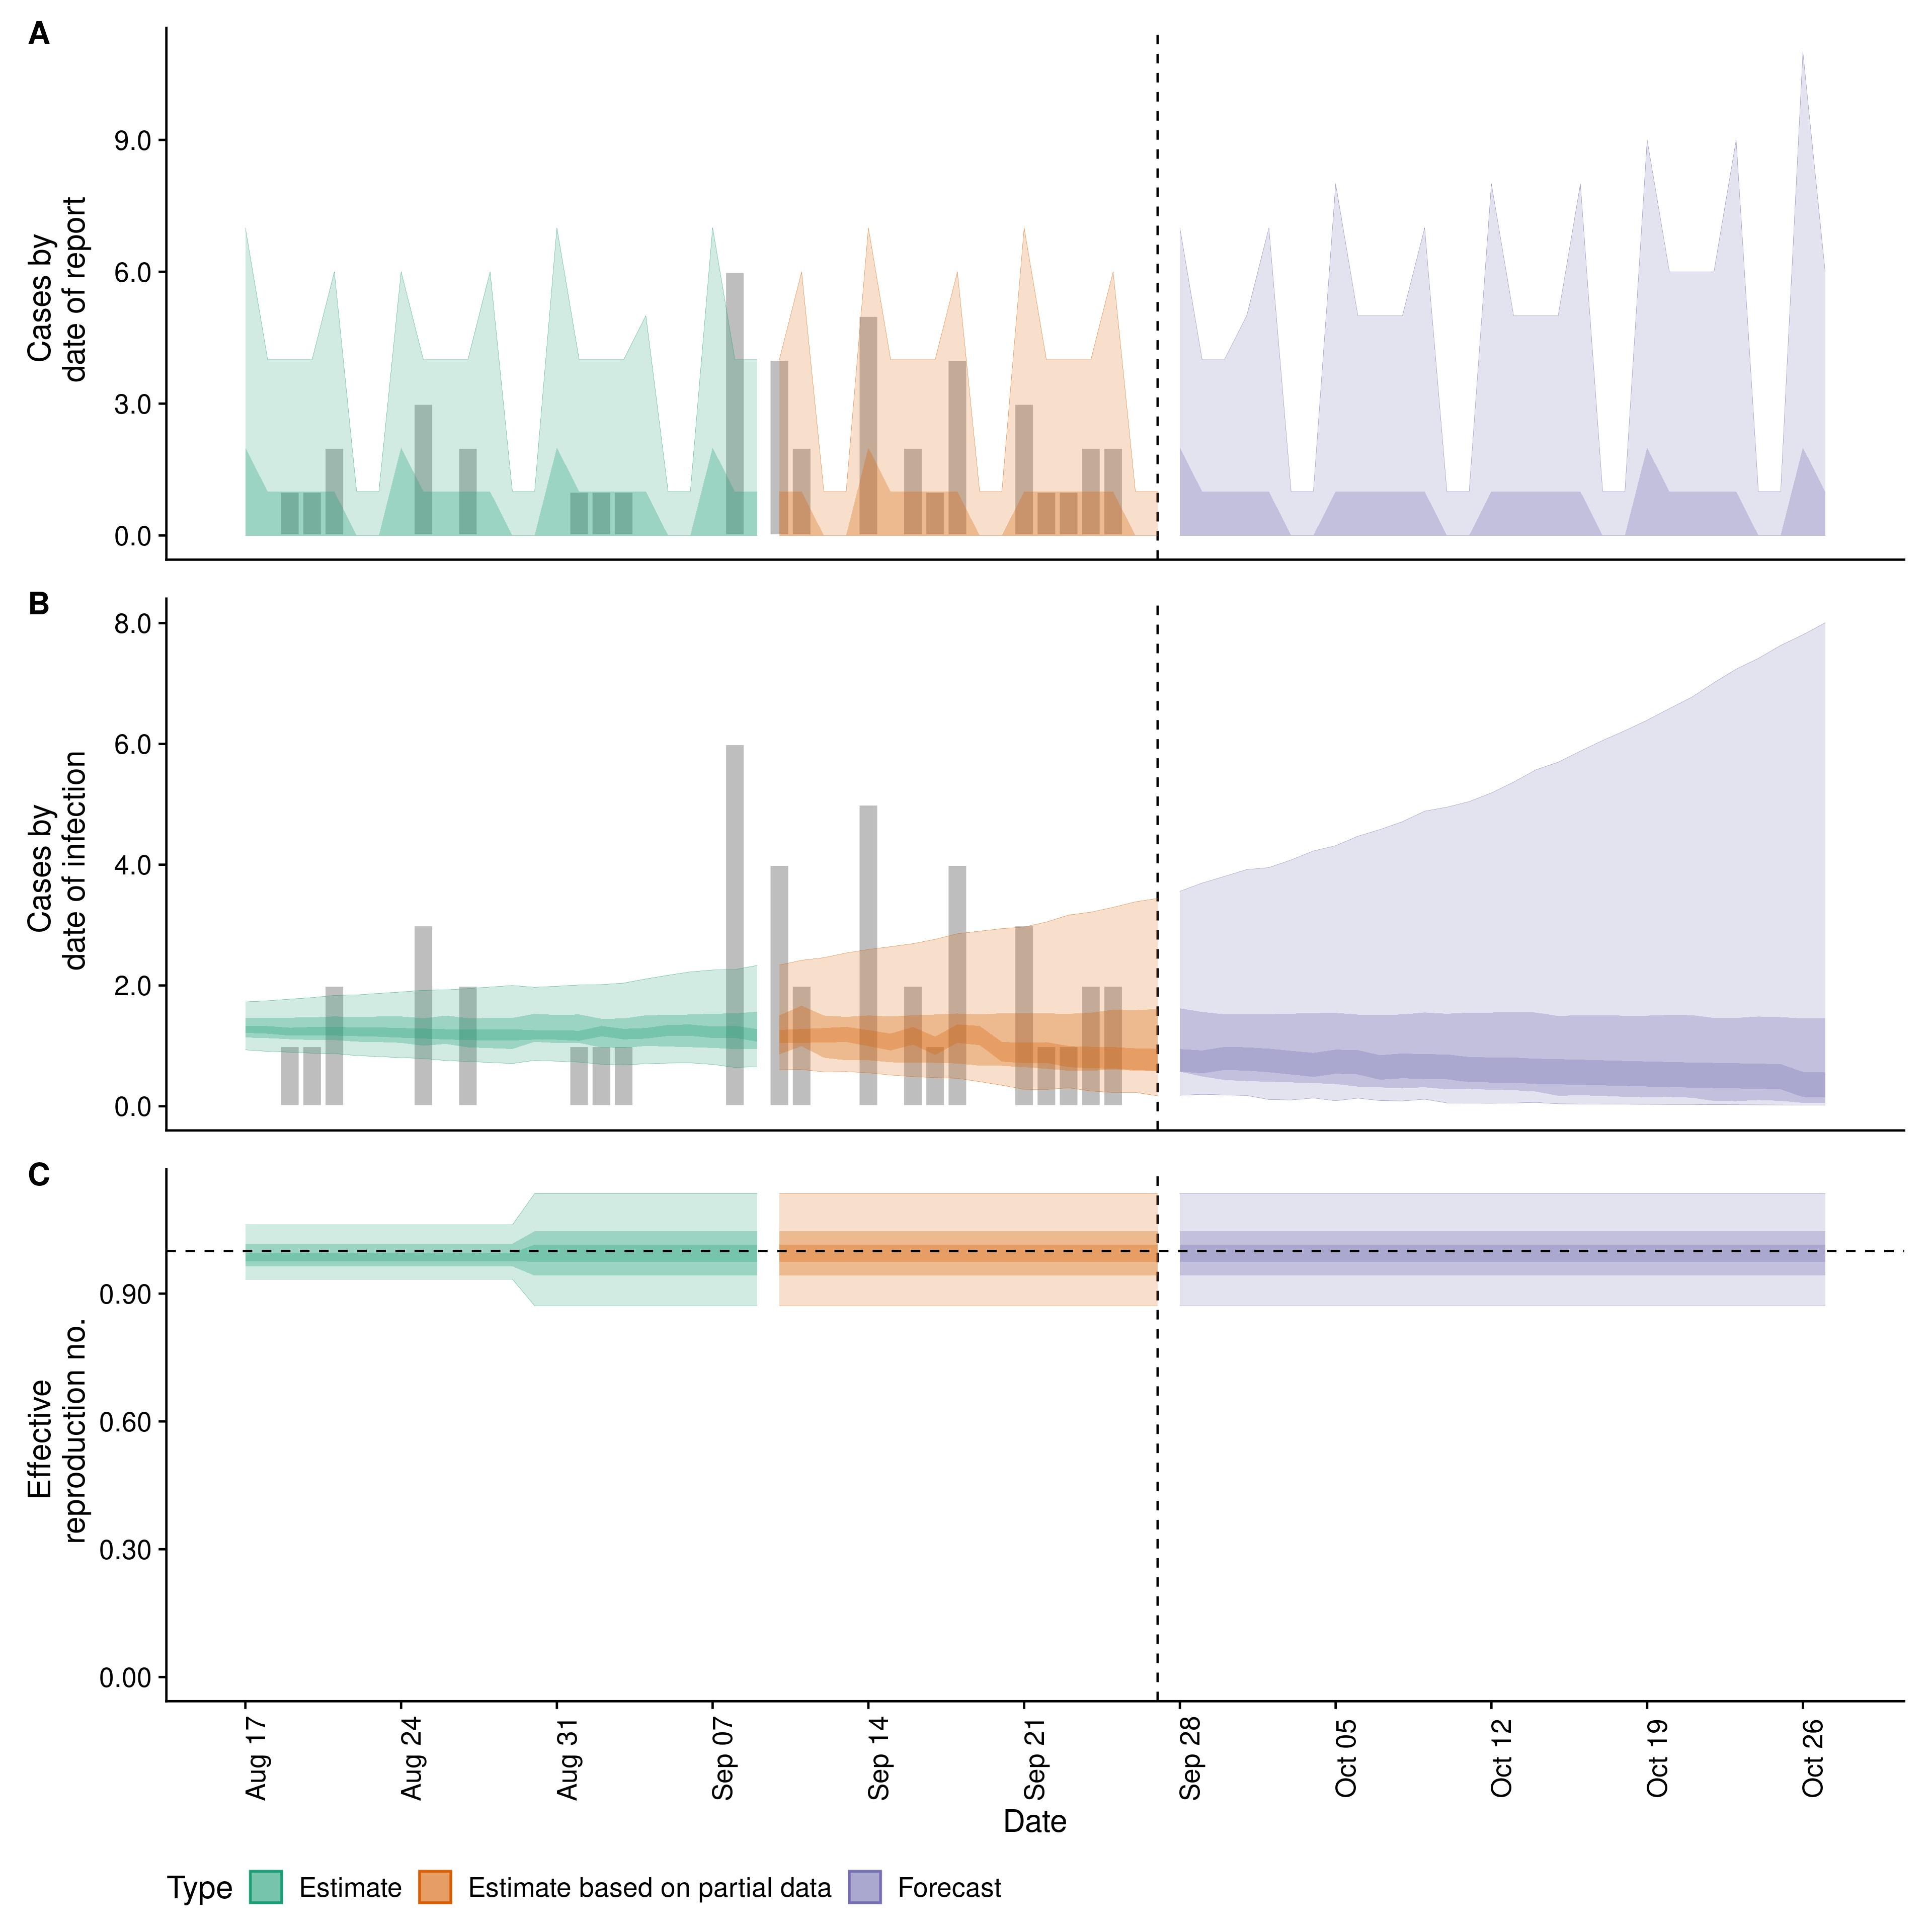 A
Cases by
date of report
9.0
6.0
3.0
0.0
B
Cases by
date of infection
8.0
6.0
4.0
2.0
0.0
C
Effective
reproduction no.
0.90
0.60
0.30
0.00
Aug 17
Aug 24
Aug 31
Sep 07
Sep 14
Sep 21
Sep 28
Oct 05
Oct 12
Oct 19
Oct 26
Date
Type Estimate Estimate based on partial data Forecast